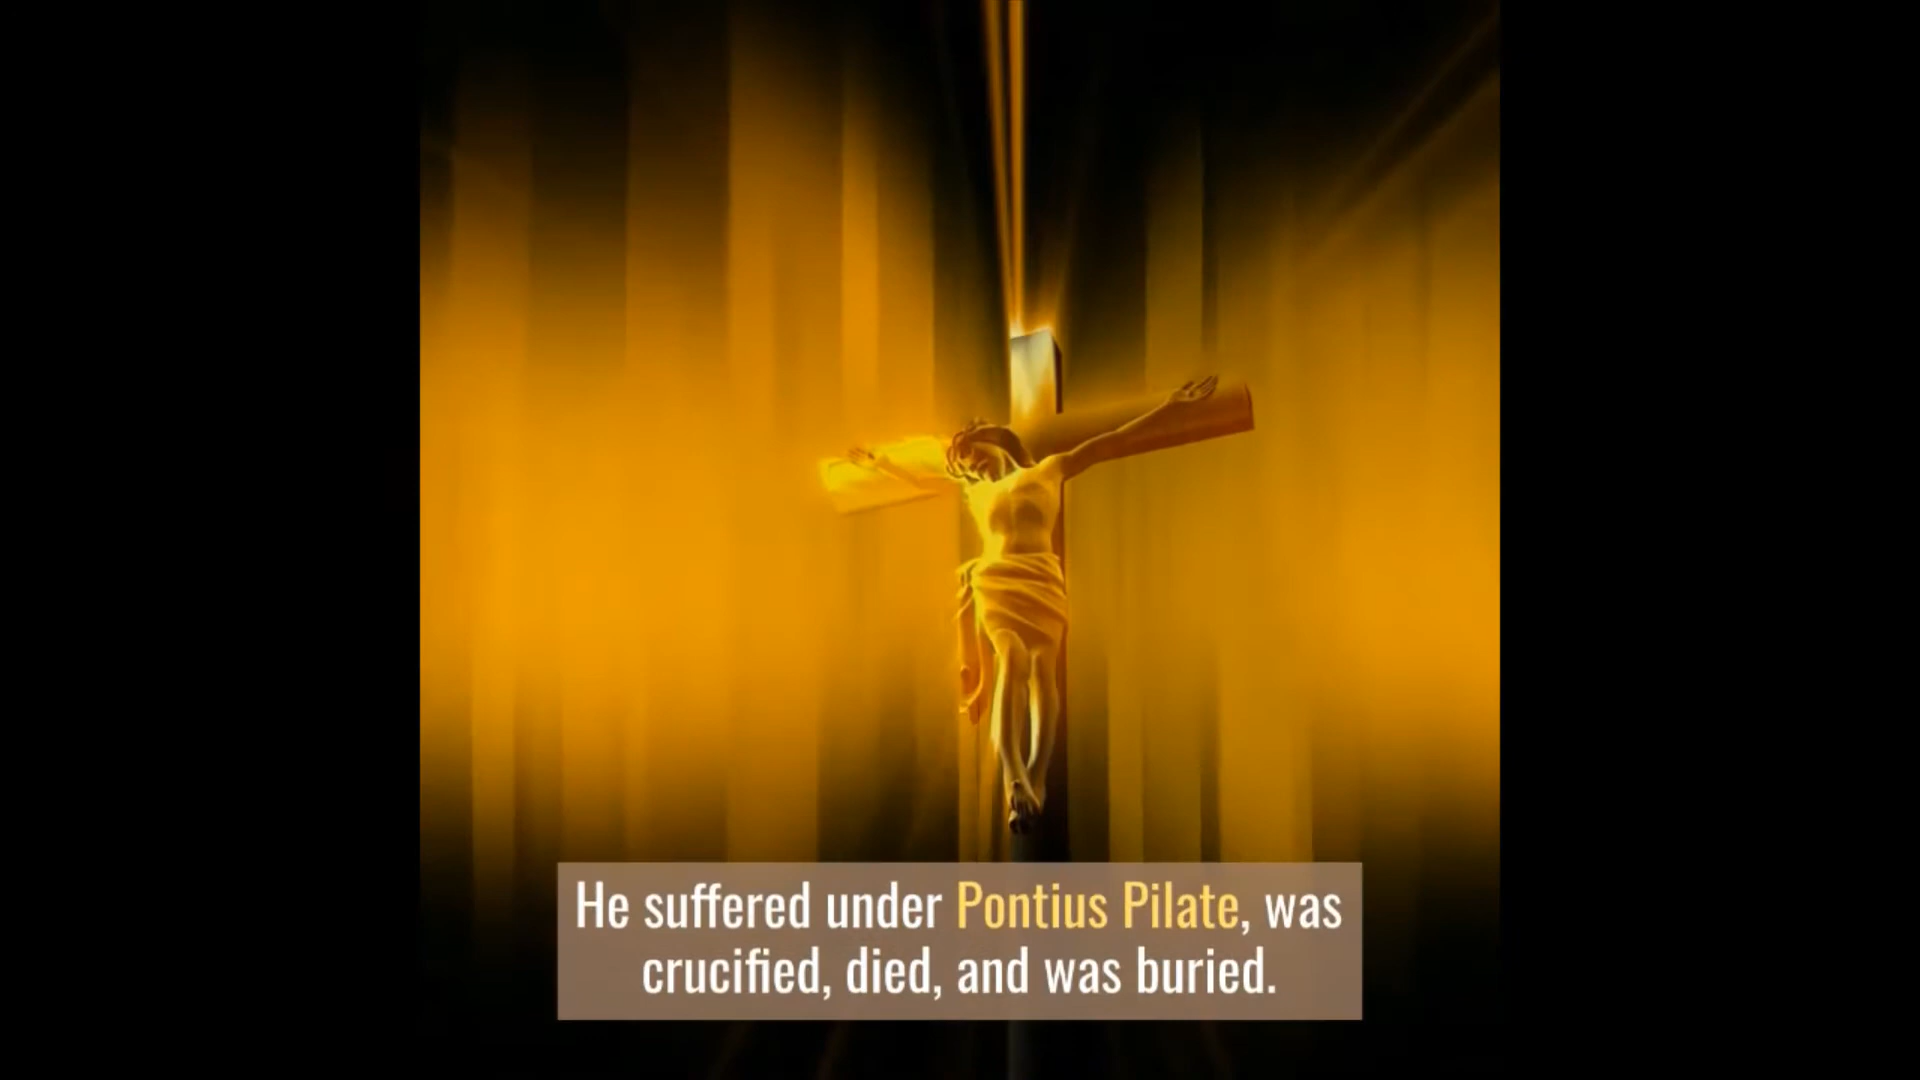 He suffered under Pontius Pilate, was
crucified, died, and was buried.